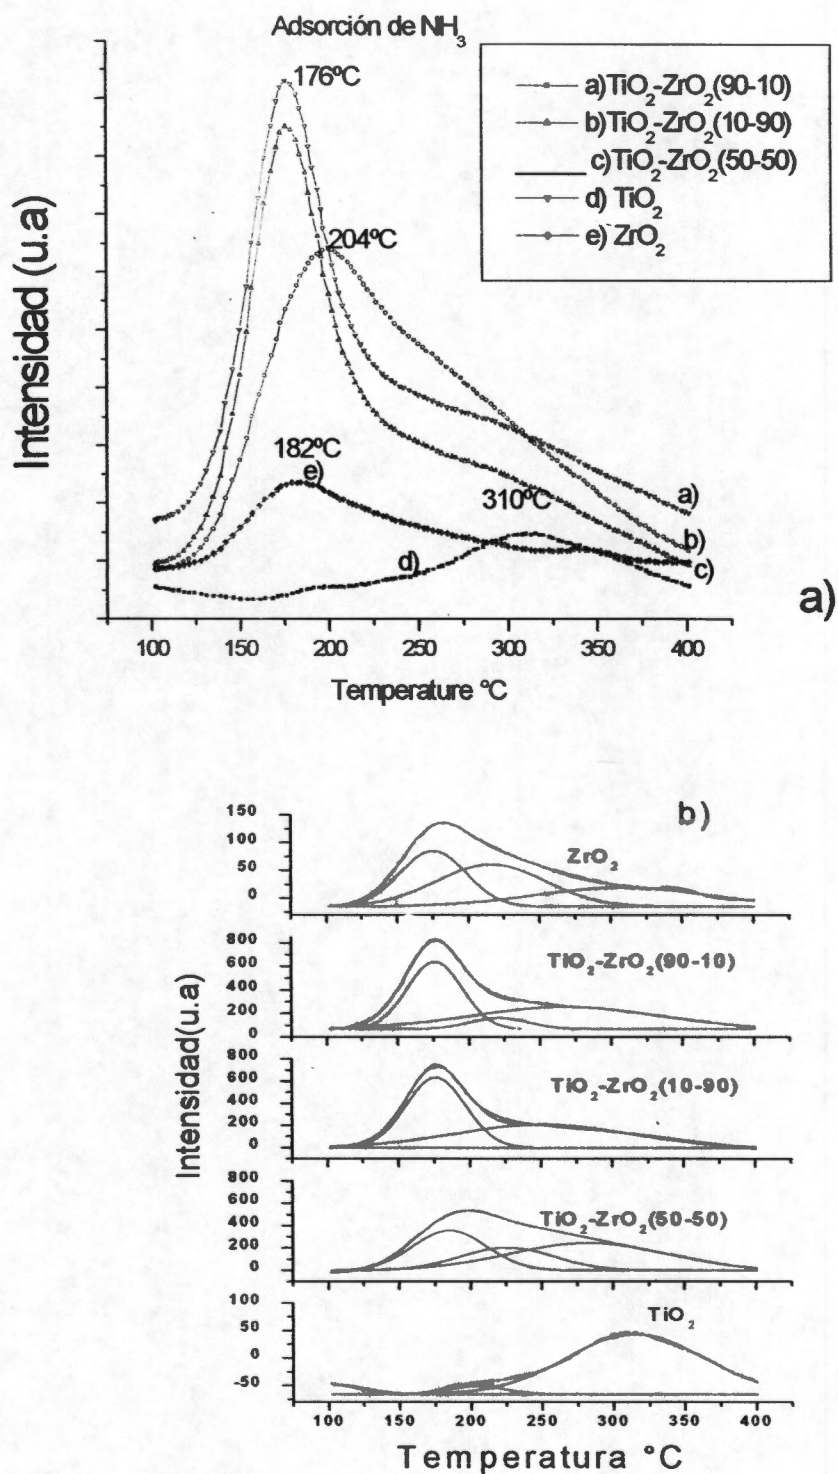 Adsorción de NH3
176ºC
204ºC
182ºC
310ºC
a)TiO2-ZrO2(90-10)
b)TiO2-ZrO2(10-90)
c)TiO2-ZrO2(50-50)
d) TiO2
e) ZrO2
Intensidad (u.a)
e)
d)
a)
b)
c)
a)
100 150 200 250 300 350 400
Temperature °C
b)
150
100
50
0
ZrO2
800
600
400
200
0
TiO2-ZrO2(90-10)
800
600
400
200
0
TiO2-ZrO2(10-90)
800
600
400
200
0
TiO2-ZrO2(50-50)
100
50
0
-50
TiO2
Intensidad(u.a)
100 150 200 250 300 350 400
Temperatura °C